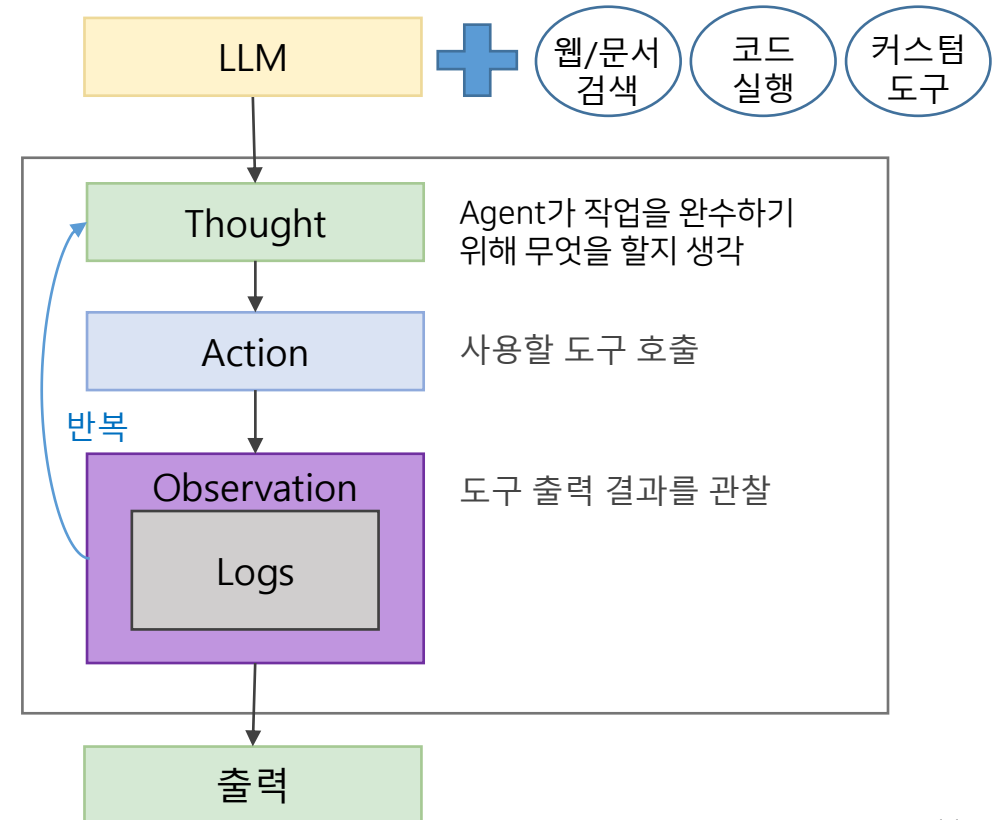 LLM
웹/문서
검색
코드
실행
커스텀
도구
Thought
Agent가 작업을 완수하기
위해 무엇을 할지 생각
Action
사용할 도구 호출
반복
Observation
도구 출력 결과를 관찰
Logs
출력